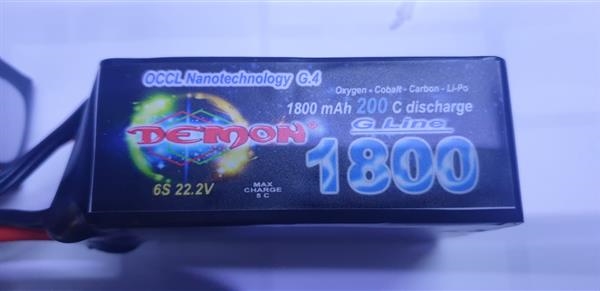 OCCL Nanotechnology G.4
Oxygen - Cobalt - Carbon - Li-Po
1800 mAh 200 C discharge
DEMON®
G Line
1800
6S 22.2V
MAX
CHARGE
5 C